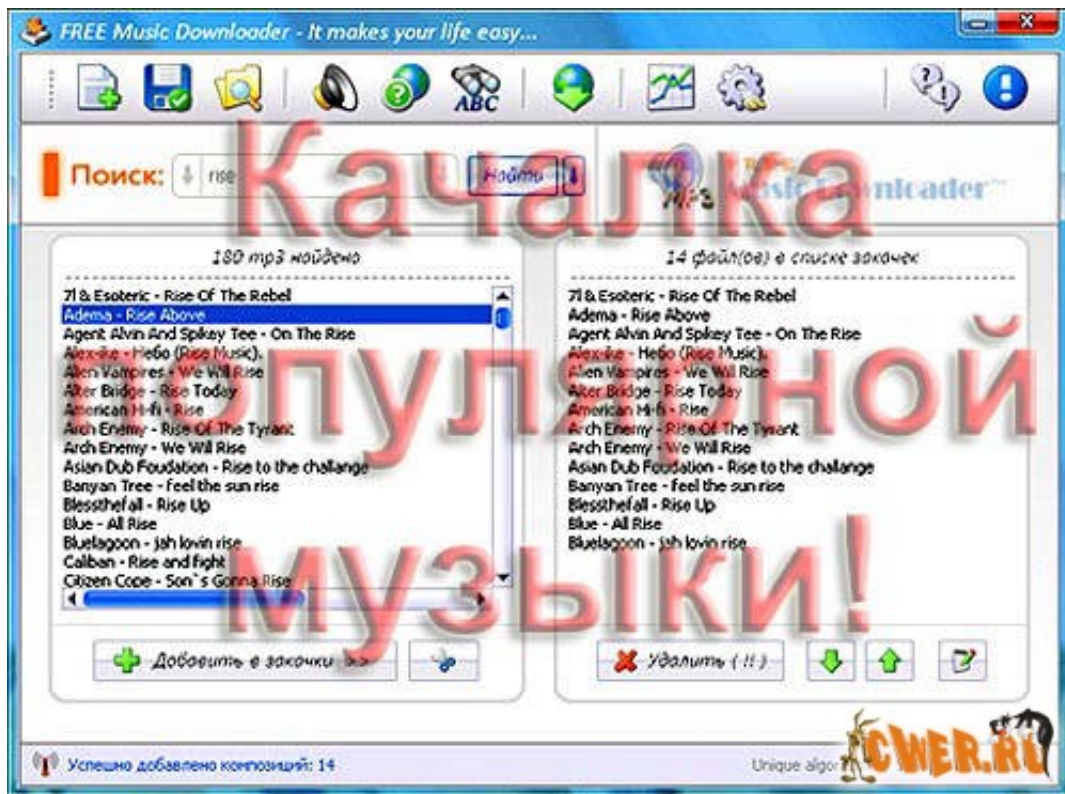 FREE Music Downloader - It makes your life easy...
ABC
Поиск:
rise
Найти
FREE
MP3 Music Downloader™
Качалка
популярной
музыки!
180 mp3 найдено
7l & Esoteric - Rise Of The Rebel
Adema - Rise Above
Agent Alvin And Spikey Tee - On The Rise
Alex-ike - Небо (Rise Music).
Alien Vampires - We Will Rise
Alter Bridge - Rise Today
American Hi-fi - Rise
Arch Enemy - Rise Of The Tyrant
Arch Enemy - We Will Rise
Asian Dub Foudation - Rise to the challange
Banyan Tree - feel the sun rise
Blessthefall - Rise Up
Blue - All Rise
Bluelagoon - jah lovin rise
Caliban - Rise and fight
Citizen Cope - Son`s Gonna Rise
Добавить в закачки >>
14 файл(ов) в списке закачек
7l & Esoteric - Rise Of The Rebel
Adema - Rise Above
Agent Alvin And Spikey Tee - On The Rise
Alex-ike - Небо (Rise Music).
Alien Vampires - We Will Rise
Alter Bridge - Rise Today
American Hi-fi - Rise
Arch Enemy - Rise Of The Tyrant
Arch Enemy - We Will Rise
Asian Dub Foudation - Rise to the challange
Banyan Tree - feel the sun rise
Blessthefall - Rise Up
Blue - All Rise
Bluelagoon - jah lovin rise
Удалить (!!)
Успешно добавлено композиций: 14
Unique
CWER.RU